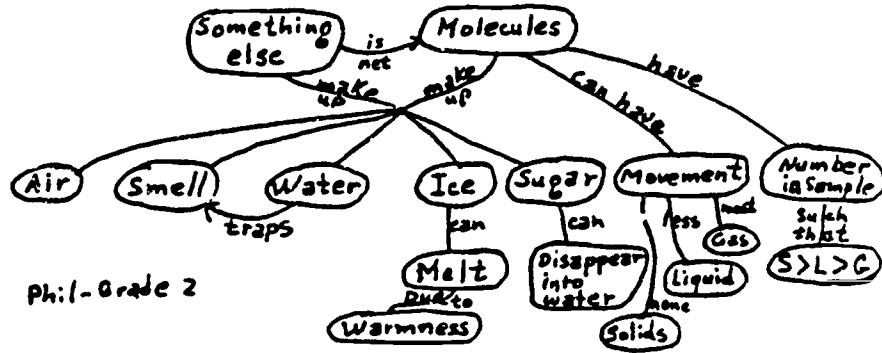 Something
else
is
not
Molecules
make
up
make
up
can have
have
Air
Smell
Water
traps
Ice
Sugar
Movement
Number
in Sample
can
can
none
less
most
such
that
Melt
Disappear
into
water
Gas
Liquid
Solids
S>L>G
Due to
Warmness
Phil-Grade 2